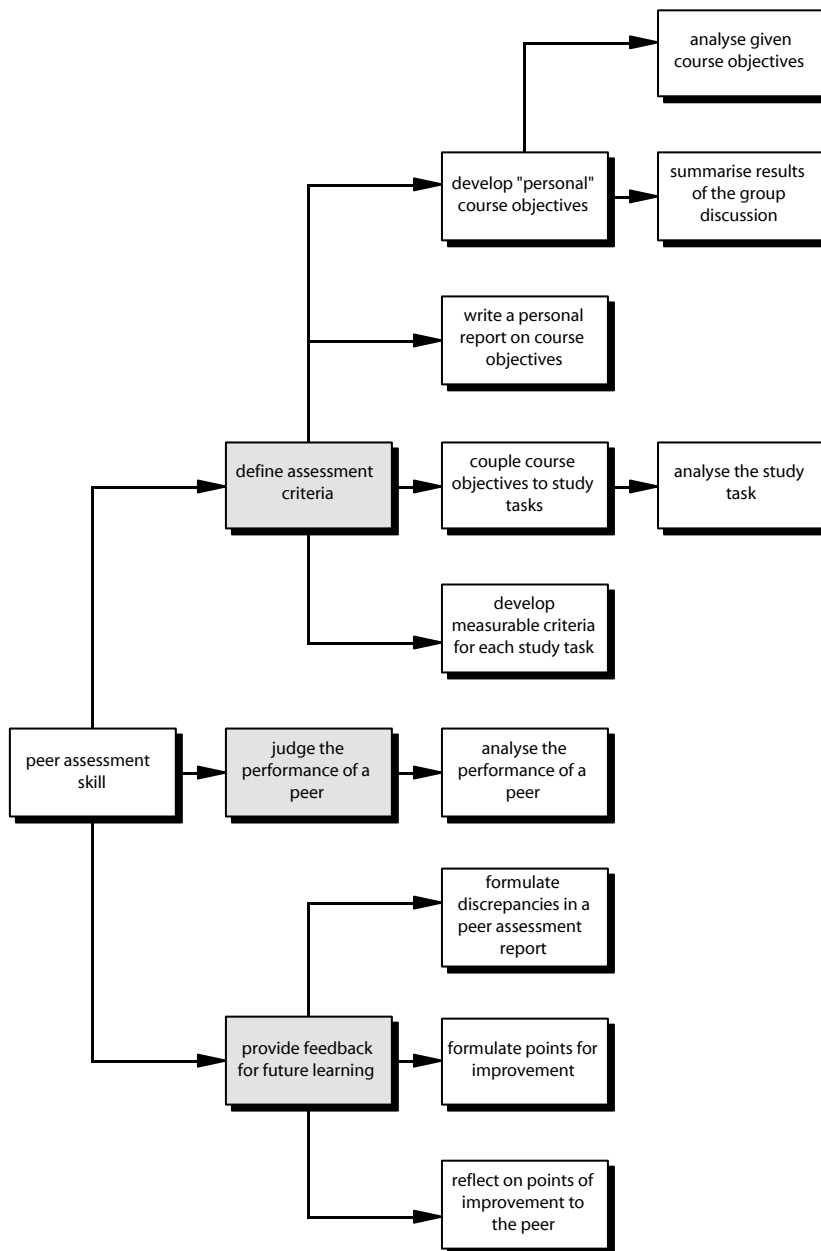 analyse given
course objectives
develop "personal"
course objectives
summarise results
of the group
discussion
write a personal
report on course
objectives
define assessment
criteria
couple course
objectives to study
tasks
analyse the study
task
develop
measurable criteria
for each study task
peer assessment
skill
judge the
performance of a
peer
analyse the
performance of a
peer
formulate
discrepancies in a
peer assessment
report
provide feedback
for future learning
formulate points for
improvement
reflect on points of
improvement to
the peer